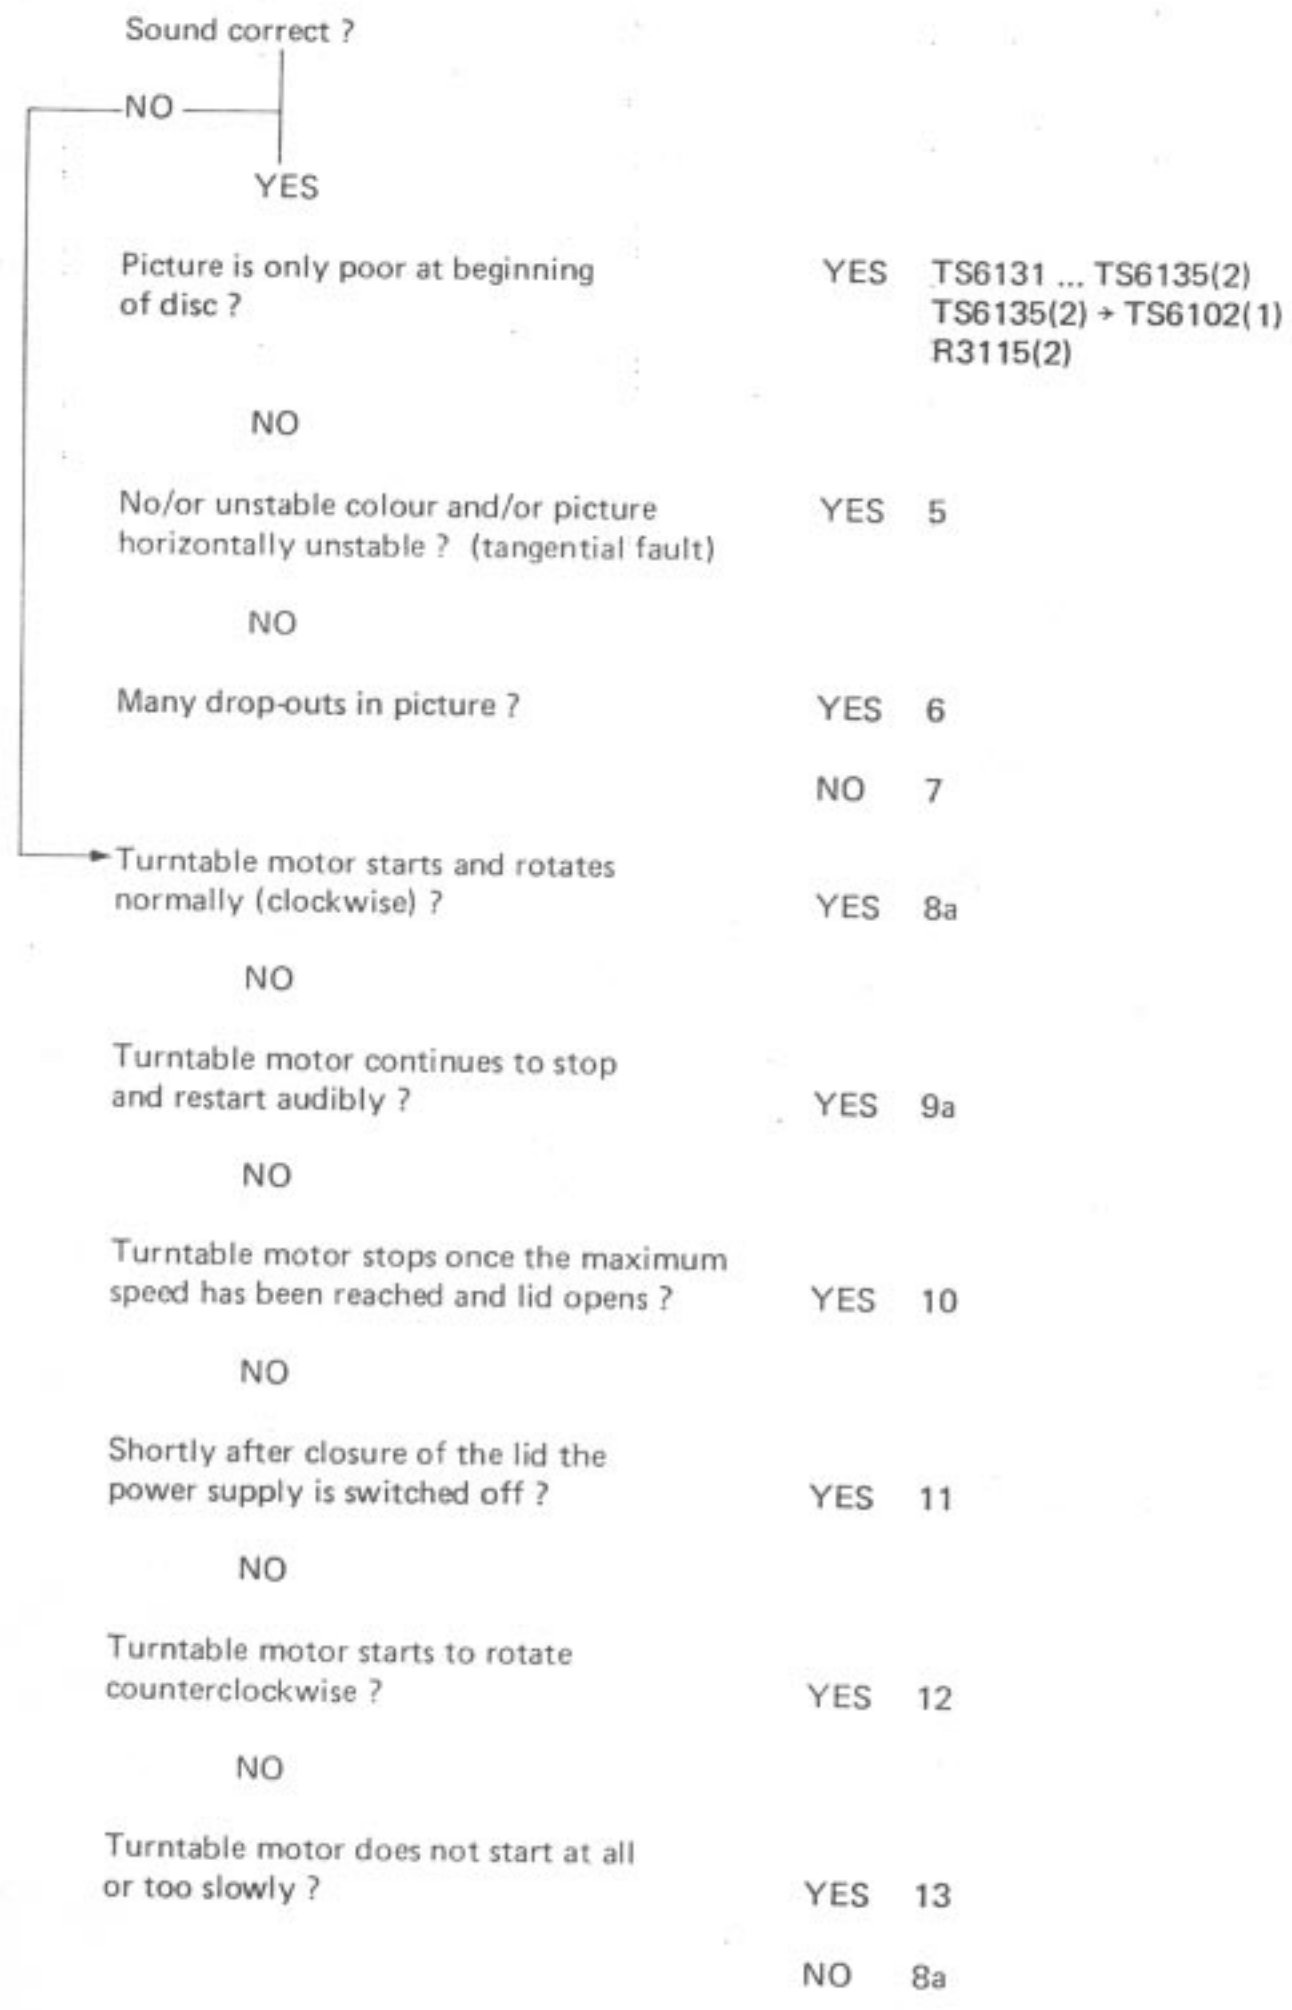 Sound correct ?
NO
YES
Picture is only poor at beginning
of disc ?
YES TS6131 ... TS6135(2)
TS6135(2) → TS6102(1)
R3115(2)
NO
No/or unstable colour and/or picture
horizontally unstable ? (tangential fault)
YES 5
NO
Many drop-outs in picture ?
YES 6
NO 7
Turntable motor starts and rotates
normally (clockwise) ?
YES 8a
NO
Turntable motor continues to stop
and restart audibly ?
YES 9a
NO
Turntable motor stops once the maximum
speed has been reached and lid opens ?
YES 10
NO
Shortly after closure of the lid the
power supply is switched off ?
YES 11
NO
Turntable motor starts to rotate
counterclockwise ?
YES 12
NO
Turntable motor does not start at all
or too slowly ?
YES 13
NO 8a